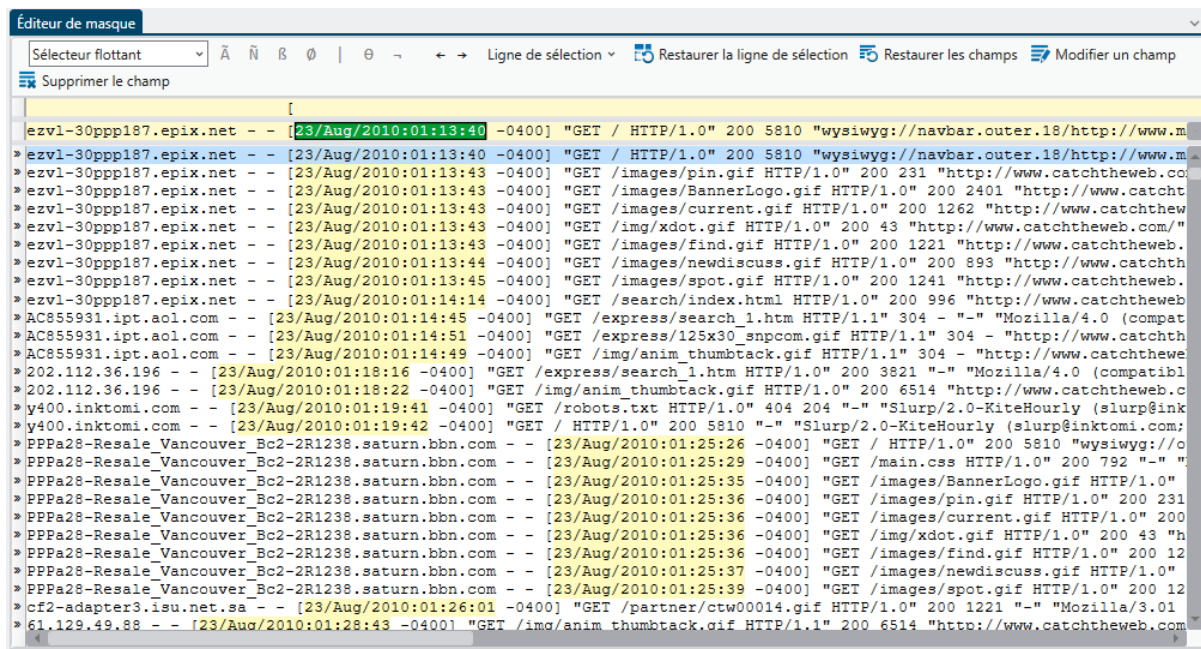 Éditeur de masque
Sélecteur flottant Ã Ñ ß Ø | θ ¬ ← → Ligne de sélection Restaurer la ligne de sélection Restaurer les champs Modifier un champ
Supprimer le champ
[
ezvl-30ppp187.epix.net - - [23/Aug/2010:01:13:40 -0400] "GET / HTTP/1.0" 200 5810 "wysiwyg://navbar.outer.18/http://www.m
» ezvl-30ppp187.epix.net - - [23/Aug/2010:01:13:40 -0400] "GET / HTTP/1.0" 200 5810 "wysiwyg://navbar.outer.18/http://www.m
» ezvl-30ppp187.epix.net - - [23/Aug/2010:01:13:43 -0400] "GET /images/pin.gif HTTP/1.0" 200 231 "http://www.catchtheweb.co
» ezvl-30ppp187.epix.net - - [23/Aug/2010:01:13:43 -0400] "GET /images/BannerLogo.gif HTTP/1.0" 200 2401 "http://www.catcht
» ezvl-30ppp187.epix.net - - [23/Aug/2010:01:13:43 -0400] "GET /images/current.gif HTTP/1.0" 200 1262 "http://www.catchthew
» ezvl-30ppp187.epix.net - - [23/Aug/2010:01:13:43 -0400] "GET /img/xdot.gif HTTP/1.0" 200 43 "http://www.catchtheweb.com/"
» ezvl-30ppp187.epix.net - - [23/Aug/2010:01:13:43 -0400] "GET /images/find.gif HTTP/1.0" 200 1221 "http://www.catchtheweb.
» ezvl-30ppp187.epix.net - - [23/Aug/2010:01:13:44 -0400] "GET /images/newdiscuss.gif HTTP/1.0" 200 893 "http://www.catchth
» ezvl-30ppp187.epix.net - - [23/Aug/2010:01:13:45 -0400] "GET /images/spot.gif HTTP/1.0" 200 1241 "http://www.catchtheweb.
» ezvl-30ppp187.epix.net - - [23/Aug/2010:01:14:14 -0400] "GET /search/index.html HTTP/1.0" 200 996 "http://www.catchtheweb
» AC855931.ipt.aol.com - - [23/Aug/2010:01:14:45 -0400] "GET /express/search_1.htm HTTP/1.1" 304 - "-" "Mozilla/4.0 (compat
» AC855931.ipt.aol.com - - [23/Aug/2010:01:14:51 -0400] "GET /express/125x30_snpcom.gif HTTP/1.1" 304 - "http://www.catchth
» AC855931.ipt.aol.com - - [23/Aug/2010:01:14:49 -0400] "GET /img/anim_thumbtack.gif HTTP/1.1" 304 - "http://www.catchthewe
» 202.112.36.196 - - [23/Aug/2010:01:18:16 -0400] "GET /express/search_1.htm HTTP/1.0" 200 3821 "-" "Mozilla/4.0 (compatibl
» 202.112.36.196 - - [23/Aug/2010:01:18:22 -0400] "GET /img/anim_thumbtack.gif HTTP/1.0" 200 6514 "http://www.catchtheweb.c
» y400.inktomi.com - - [23/Aug/2010:01:19:41 -0400] "GET /robots.txt HTTP/1.0" 404 204 "-" "Slurp/2.0-KiteHourly (slurp@ink
» y400.inktomi.com - - [23/Aug/2010:01:19:42 -0400] "GET / HTTP/1.0" 200 5810 "-" "Slurp/2.0-KiteHourly (slurp@inktomi.com;
» PPPa28-Resale_Vancouver_Bc2-2R1238.saturn.bbn.com - - [23/Aug/2010:01:25:26 -0400] "GET / HTTP/1.0" 200 5810 "wysiwyg://o
» PPPa28-Resale_Vancouver_Bc2-2R1238.saturn.bbn.com - - [23/Aug/2010:01:25:29 -0400] "GET /main.css HTTP/1.0" 200 792 "-" "
» PPPa28-Resale_Vancouver_Bc2-2R1238.saturn.bbn.com - - [23/Aug/2010:01:25:35 -0400] "GET /images/BannerLogo.gif HTTP/1.0"
» PPPa28-Resale_Vancouver_Bc2-2R1238.saturn.bbn.com - - [23/Aug/2010:01:25:36 -0400] "GET /images/pin.gif HTTP/1.0" 200 231
» PPPa28-Resale_Vancouver_Bc2-2R1238.saturn.bbn.com - - [23/Aug/2010:01:25:36 -0400] "GET /images/current.gif HTTP/1.0" 200
» PPPa28-Resale_Vancouver_Bc2-2R1238.saturn.bbn.com - - [23/Aug/2010:01:25:36 -0400] "GET /img/xdot.gif HTTP/1.0" 200 43 "h
» PPPa28-Resale_Vancouver_Bc2-2R1238.saturn.bbn.com - - [23/Aug/2010:01:25:36 -0400] "GET /images/find.gif HTTP/1.0" 200 12
» PPPa28-Resale_Vancouver_Bc2-2R1238.saturn.bbn.com - - [23/Aug/2010:01:25:37 -0400] "GET /images/newdiscuss.gif HTTP/1.0"
» PPPa28-Resale_Vancouver_Bc2-2R1238.saturn.bbn.com - - [23/Aug/2010:01:25:39 -0400] "GET /images/spot.gif HTTP/1.0" 200 12
» cf2-adapter3.isu.net.sa - - [23/Aug/2010:01:26:01 -0400] "GET /partner/ctw00014.gif HTTP/1.0" 200 1221 "-" "Mozilla/3.01
» 61.129.49.88 - - [23/Aug/2010:01:28:43 -0400] "GET /img/anim_thumbtack.gif HTTP/1.1" 200 6514 "http://www.catchtheweb.com